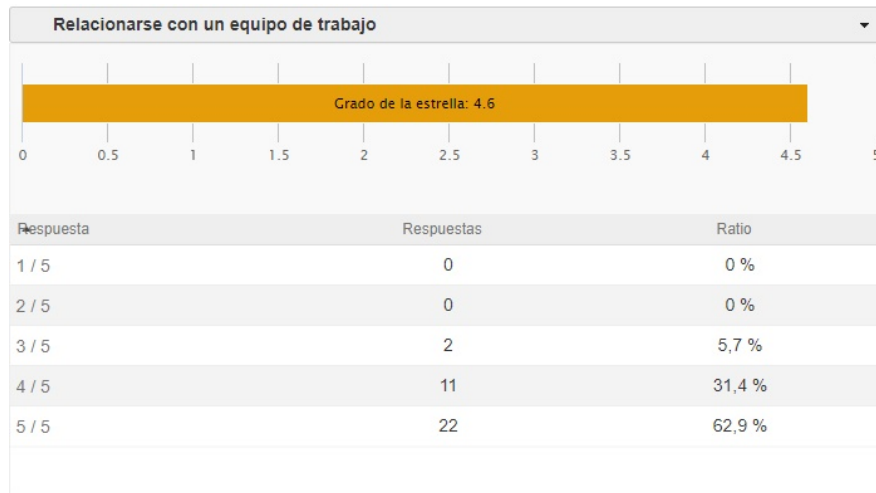 Relacionarse con un equipo de trabajo
Grado de la estrella: 4.6
0 0.5 1 1.5 2 2.5 3 3.5 4 4.5 5
Respuesta Respuestas Ratio
1 / 5 0 0 %
2 / 5 0 0 %
3 / 5 2 5,7 %
4 / 5 11 31,4 %
5 / 5 22 62,9 %